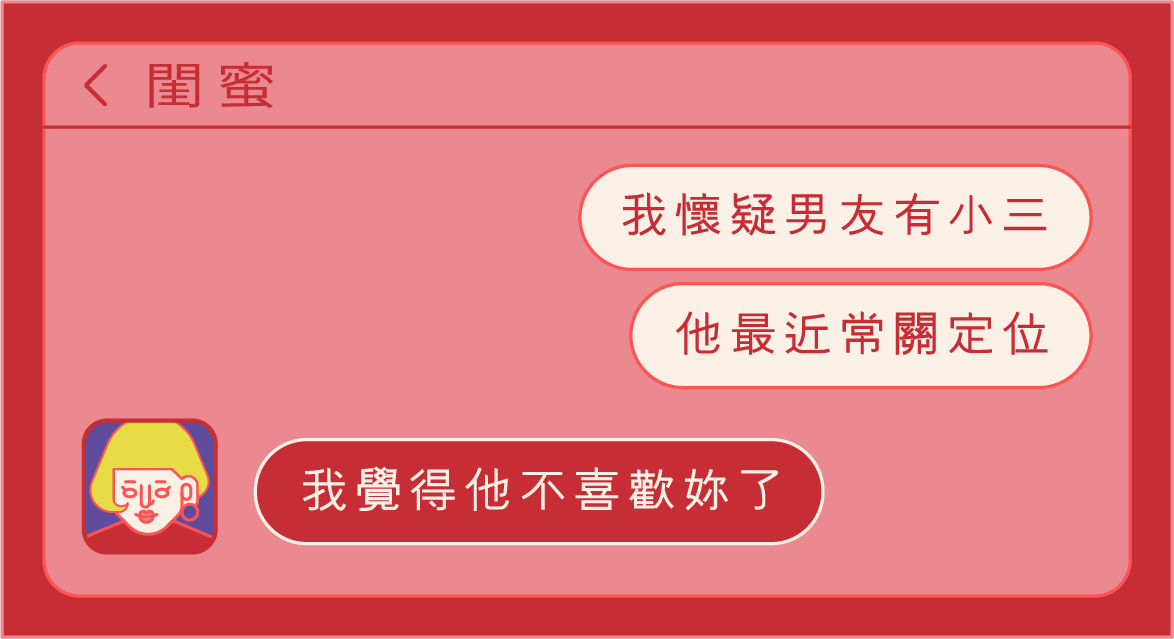 閨蜜
我懷疑男友有小三
他最近常關定位
我覺得他不喜歡妳了